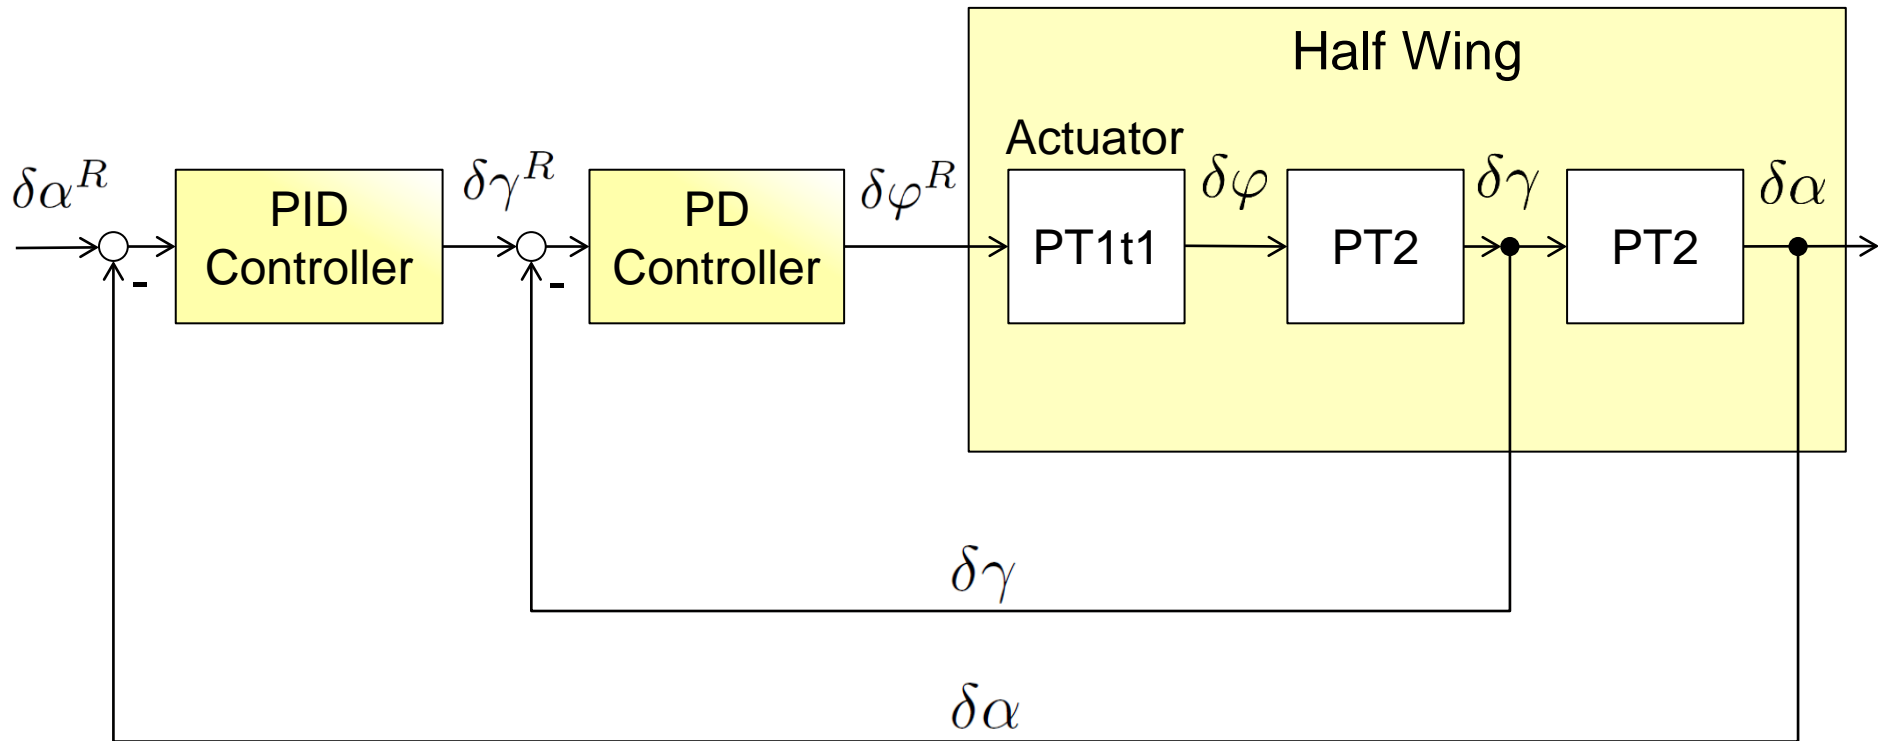 Half Wing
Actuator
δα^R
PID
Controller
δγ^R
PD
Controller
δφ^R
PT1t1
δφ
PT2
δγ
PT2
δα
-
-
δγ
δα